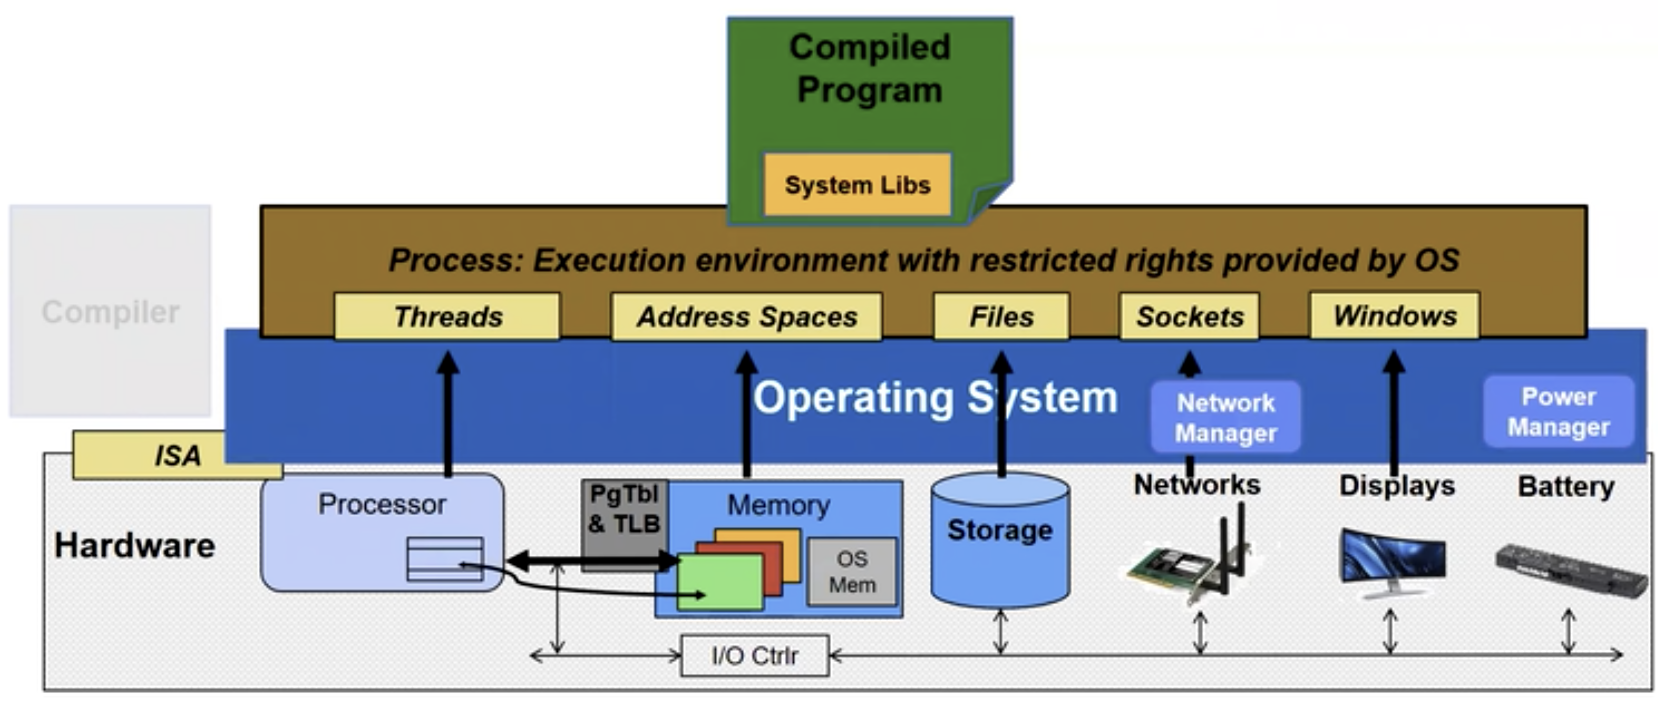 Compiled
Program
System Libs
Compiler
Process: Execution environment with restricted rights provided by OS
Threads
Address Spaces
Files
Sockets
Windows
Operating System
Network
Manager
Power
Manager
ISA
Hardware
Processor
PgTbl
& TLB
Memory
OS
Mem
Storage
Networks
Displays
Battery
I/O Ctrlr